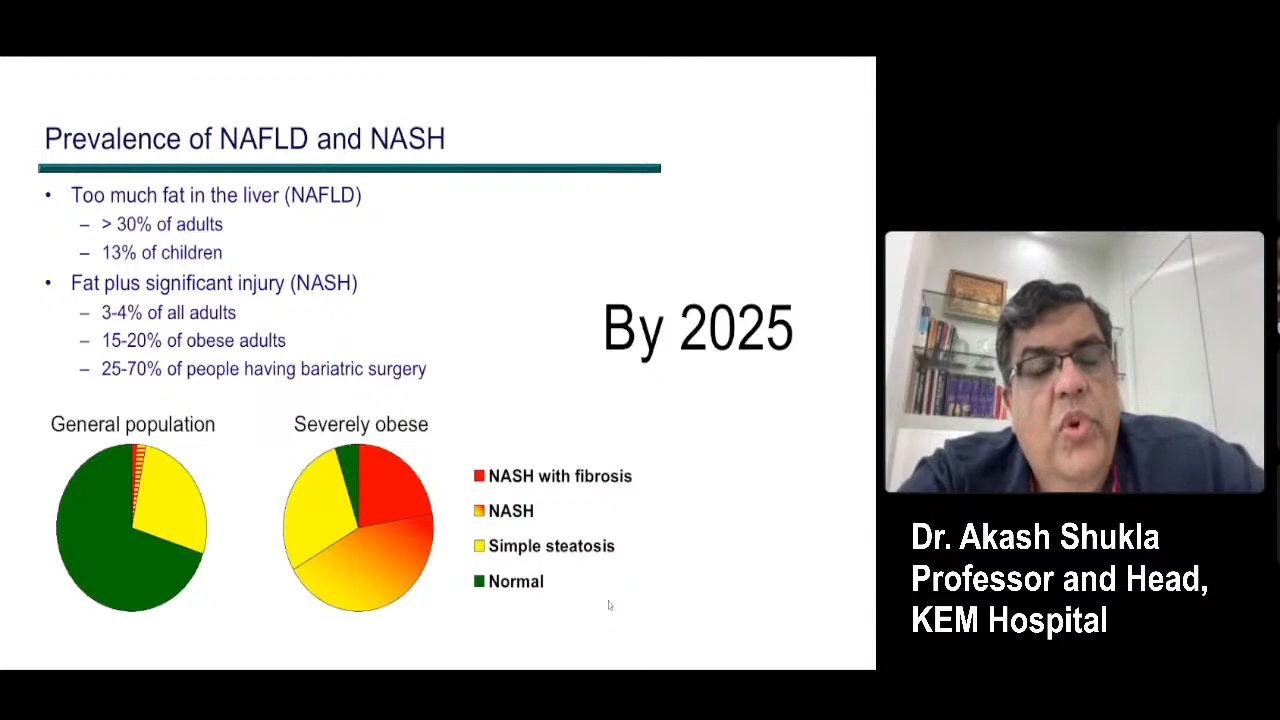 Prevalence of NAFLD and NASH
• Too much fat in the liver (NAFLD)
– > 30% of adults
– 13% of children
• Fat plus significant injury (NASH)
– 3-4% of all adults
– 15-20% of obese adults
– 25-70% of people having bariatric surgery
By 2025
General population
Severely obese
NASH with fibrosis
NASH
Simple steatosis
Normal
Dr. Akash Shukla
Professor and Head,
KEM Hospital